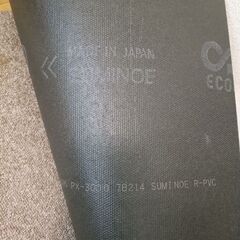 MADE IN JAPAN
SUMINOE
ECO
PX-3000 78214 SUMINOE R-PVC